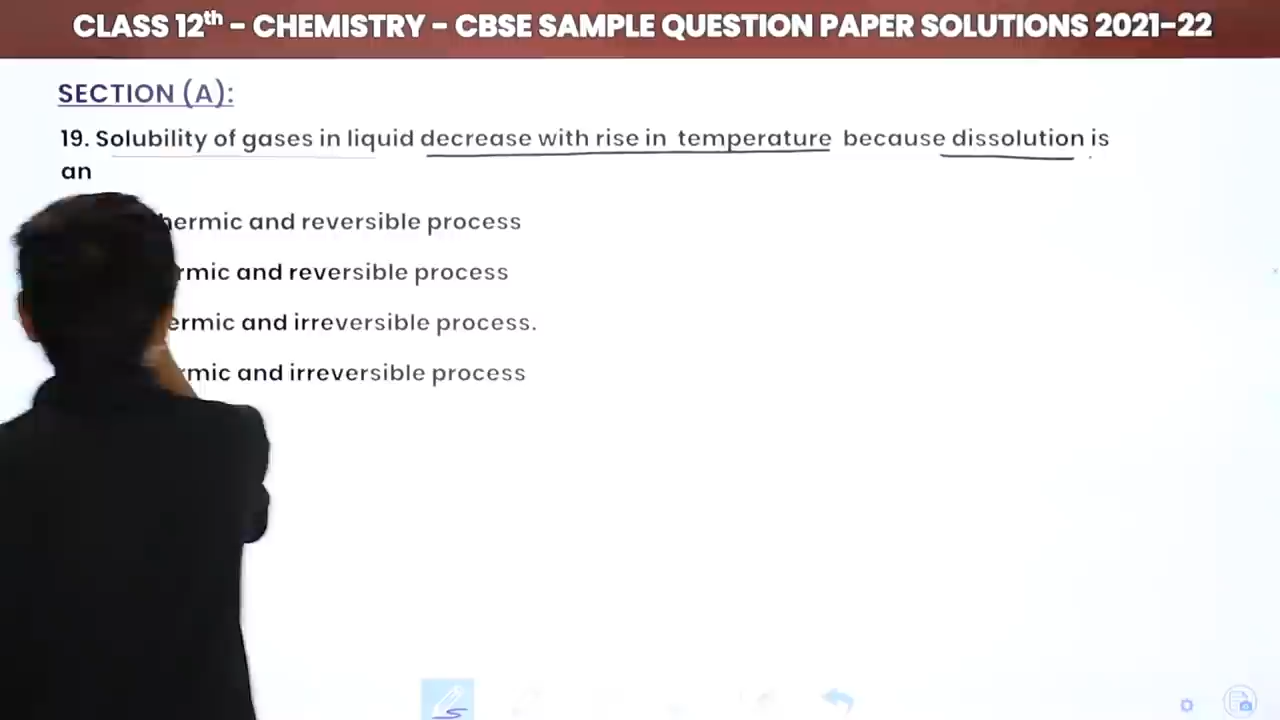 CLASS 12th - CHEMISTRY - CBSE SAMPLE QUESTION PAPER SOLUTIONS 2021-22
SECTION (A):
19. Solubility of gases in liquid decrease with rise in temperature because dissolution is
an
hermic and reversible process
rmic and reversible process
ermic and irreversible process.
rmic and irreversible process